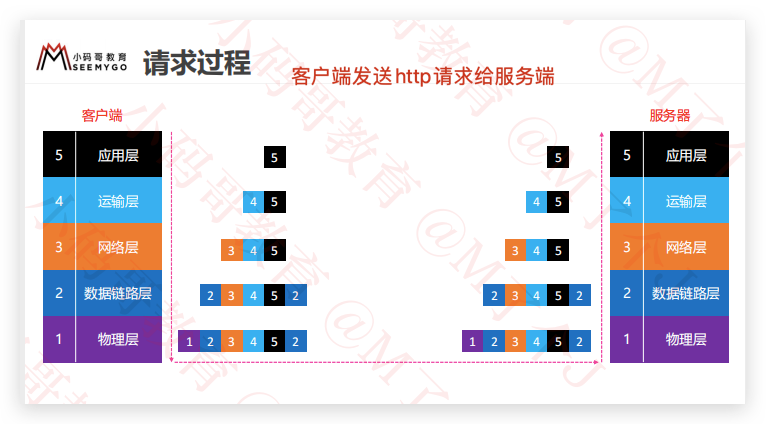 小码哥教育
SEEMYGO
请求过程
客户端发送http请求给服务端
客户端
服务器
5 应用层 5 5 5 应用层
4 运输层 4 5 4 5 4 运输层
3 网络层 3 4 5 3 4 5 3 网络层
2 数据链路层 2 3 4 5 2 2 3 4 5 2 2 数据链路层
1 物理层 1 2 3 4 5 2 1 2 3 4 5 2 1 物理层
小码哥教育 @M了个J